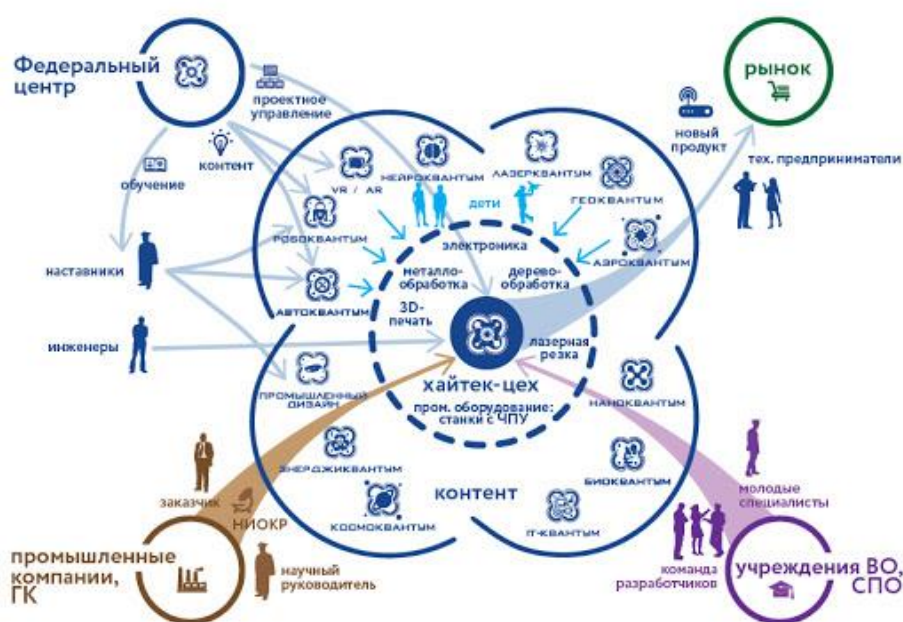 Федеральный
центр
проектное
управление
контент
обучение
наставники
инженеры
рынок
новый
продукт
тех. предприниматели
VR / AR
НЕЙРОКВАНТУМ
ЛАЗЕРКВАНТУМ
ГЕОКВАНТУМ
дети
РОБОКВАНТУМ
АЭРОКВАНТУМ
АВТОКВАНТУМ
электроника
металло-
обработка
дерево-
обработка
3D-
печать
лазерная
резка
хайтек-цех
пром. оборудование:
станки с ЧПУ
ПРОМЫШЛЕННЫЙ
ДИЗАЙН
НАНОКВАНТУМ
ЭНЕРДЖИКВАНТУМ
БИОКВАНТУМ
КОСМОКВАНТУМ
IT-КВАНТУМ
контент
заказчик
НИОКР
научный
руководитель
промышленные
компании,
ГК
молодые
специалисты
команда
разработчиков
учреждения ВО,
СПО